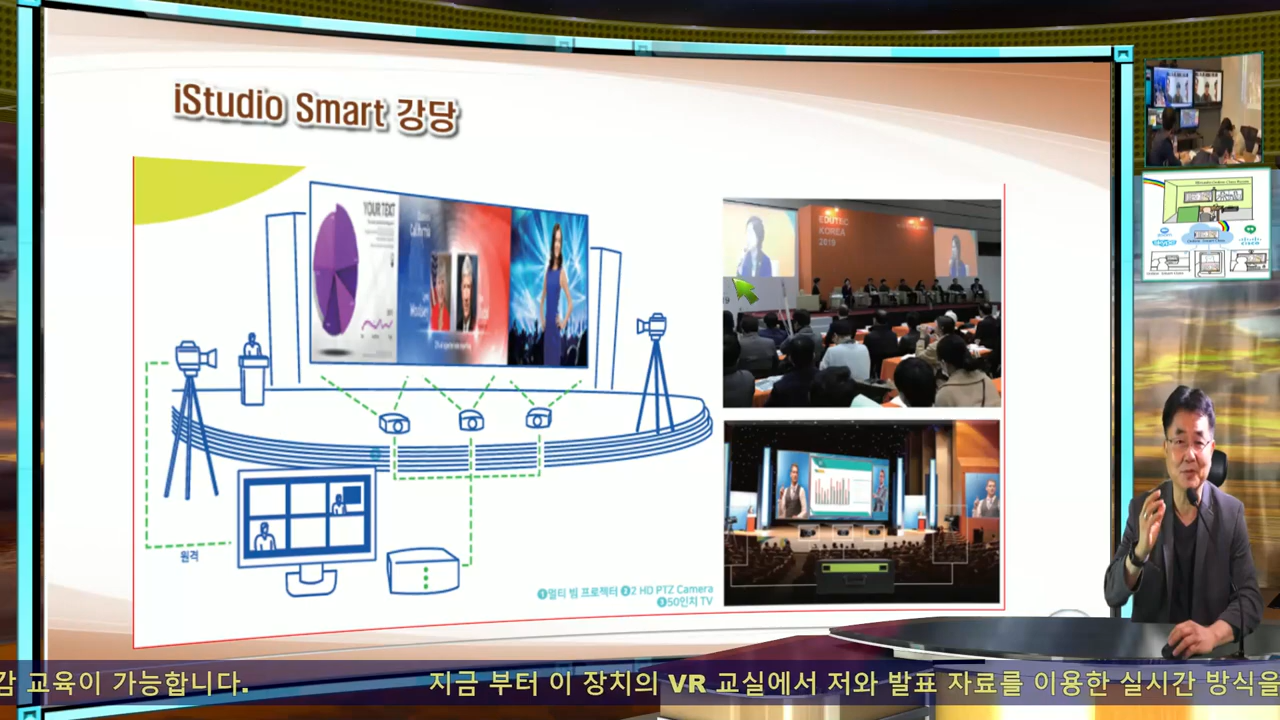 iStudio Smart 강당
YOUR TEXT
EDUTEC
KOREA
2019
원격
❶멀티 빔 프로젝터 ❷2 HD PTZ Camera
❸50인치 TV
감 교육이 가능합니다. 지금 부터 이 장치의 VR 교실에서 저와 발표 자료를 이용한 실시간 방식을